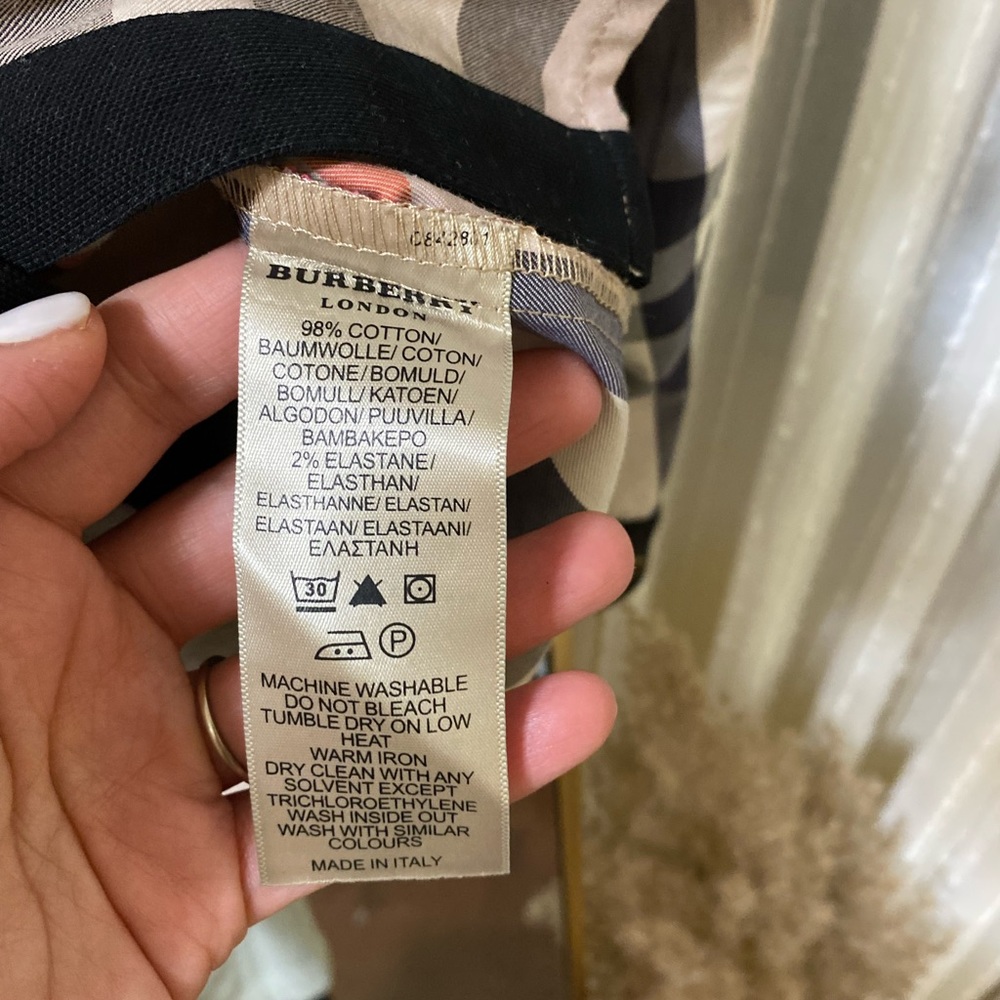 BURBERRY
LONDON
98% COTTON/
BAUMWOLLE/ COTON/
COTONE/ BOMULD/
BOMULL/ KATOEN/
ALGODON/ PUUVILLA/
BAMBAKEPO
2% ELASTANE/
ELASTHAN/
ELASTHANNE/ ELASTAN/
ELASTAAN/ ELASTAANI/
ΕΛΑΣΤΑΝΗ
30
P
MACHINE WASHABLE
DO NOT BLEACH
TUMBLE DRY ON LOW
HEAT
WARM IRON
DRY CLEAN WITH ANY
SOLVENT EXCEPT
TRICHLOROETHYLENE
WASH INSIDE OUT
WASH WITH SIMILAR
COLOURS
MADE IN ITALY